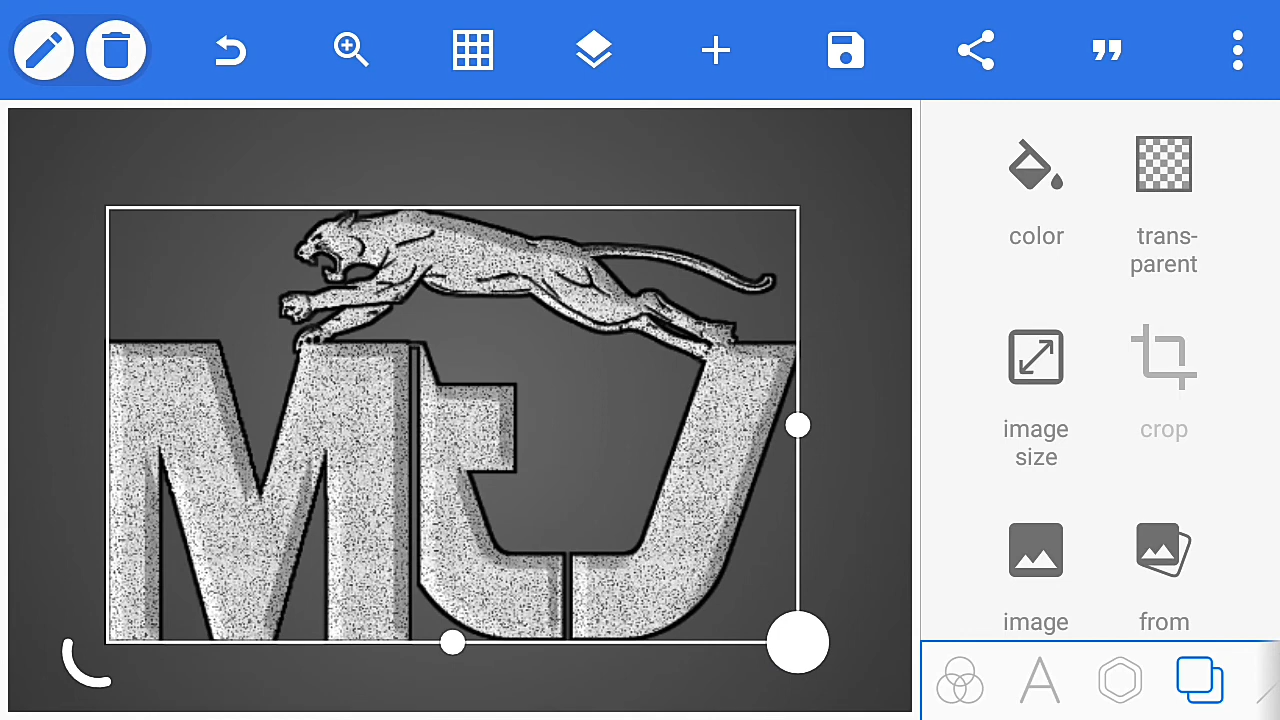 MtJ
color
trans-
parent
image
size
crop
image
from